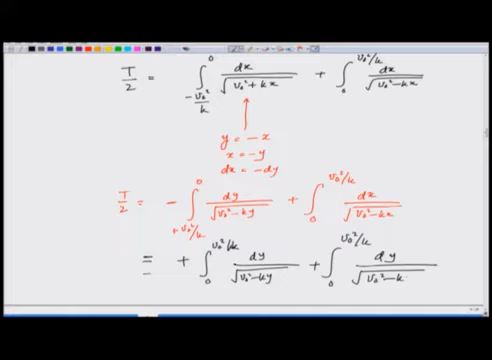 T/2 = ∫_{-v₀²/k}^{0} dx/√(v₀² + kx) + ∫_{0}^{v₀²/k} dx/√(v₀² - kx)
y = -x
x = -y
dx = -dy
T/2 = - ∫_{+v₀²/k}^{0} dy/√(v₀² - ky) + ∫_{0}^{v₀²/k} dx/√(v₀² - kx)
= + ∫_{0}^{v₀²/k} dy/√(v₀² - ky) + ∫_{0}^{v₀²/k} dy/√(v₀² - k